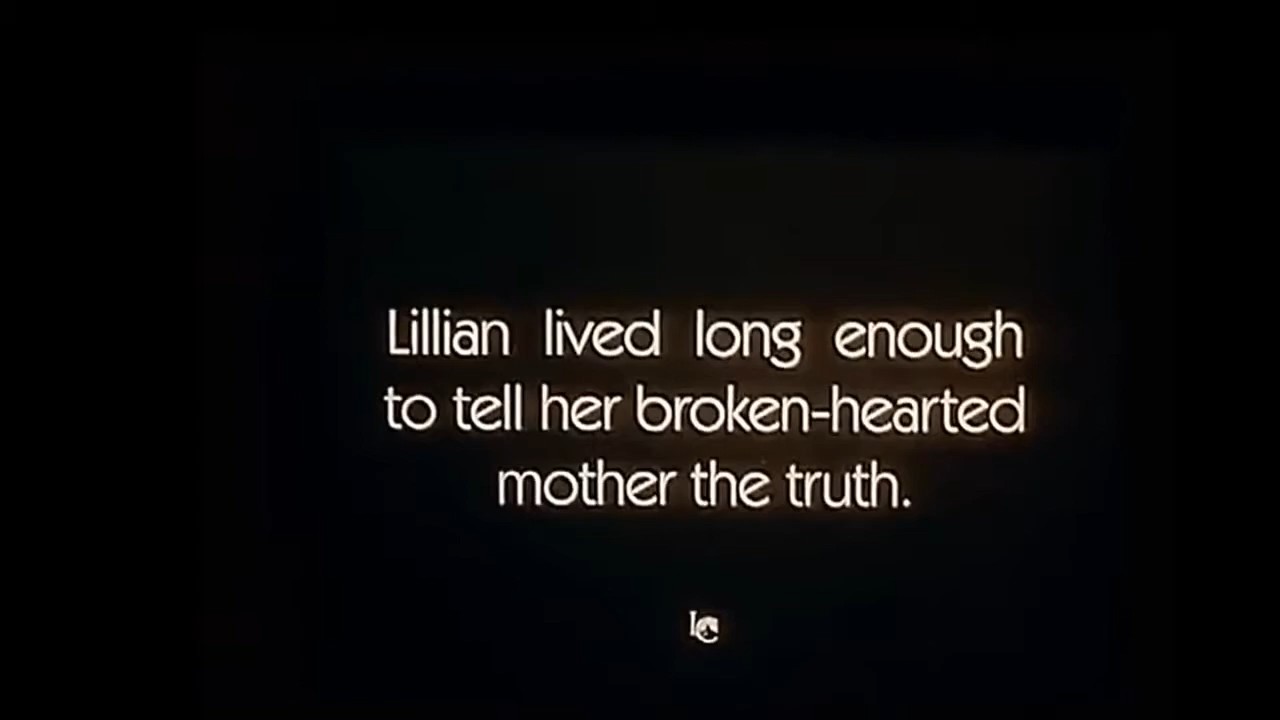 Lillian lived long enough
to tell her broken-hearted
mother the truth.